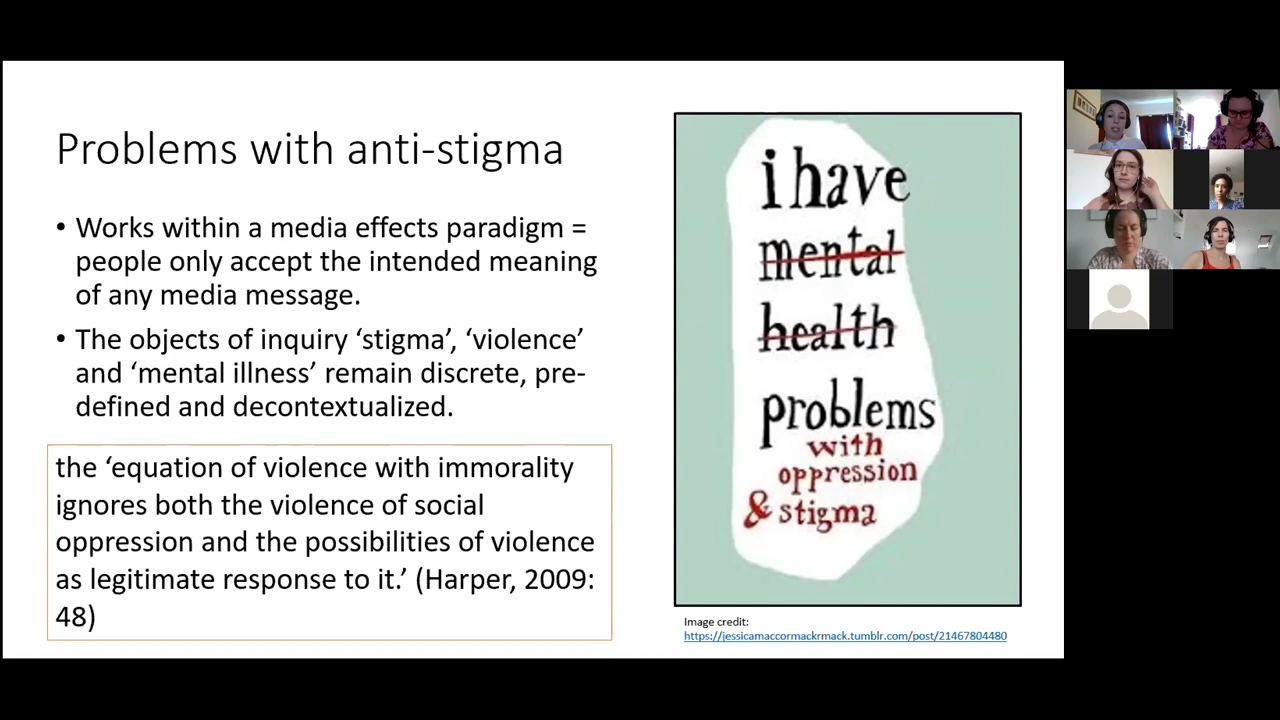 Problems with anti-stigma
• Works within a media effects paradigm =
people only accept the intended meaning
of any media message.
• The objects of inquiry ‘stigma’, ‘violence’
and ‘mental illness’ remain discrete, pre-
defined and decontextualized.
the ‘equation of violence with immorality
ignores both the violence of social
oppression and the possibilities of violence
as legitimate response to it.’ (Harper, 2009:
48)
i have
mental
health
problems
with
oppression
& stigma
Image credit:
https://jessicamaccormackrmack.tumblr.com/post/21467804480